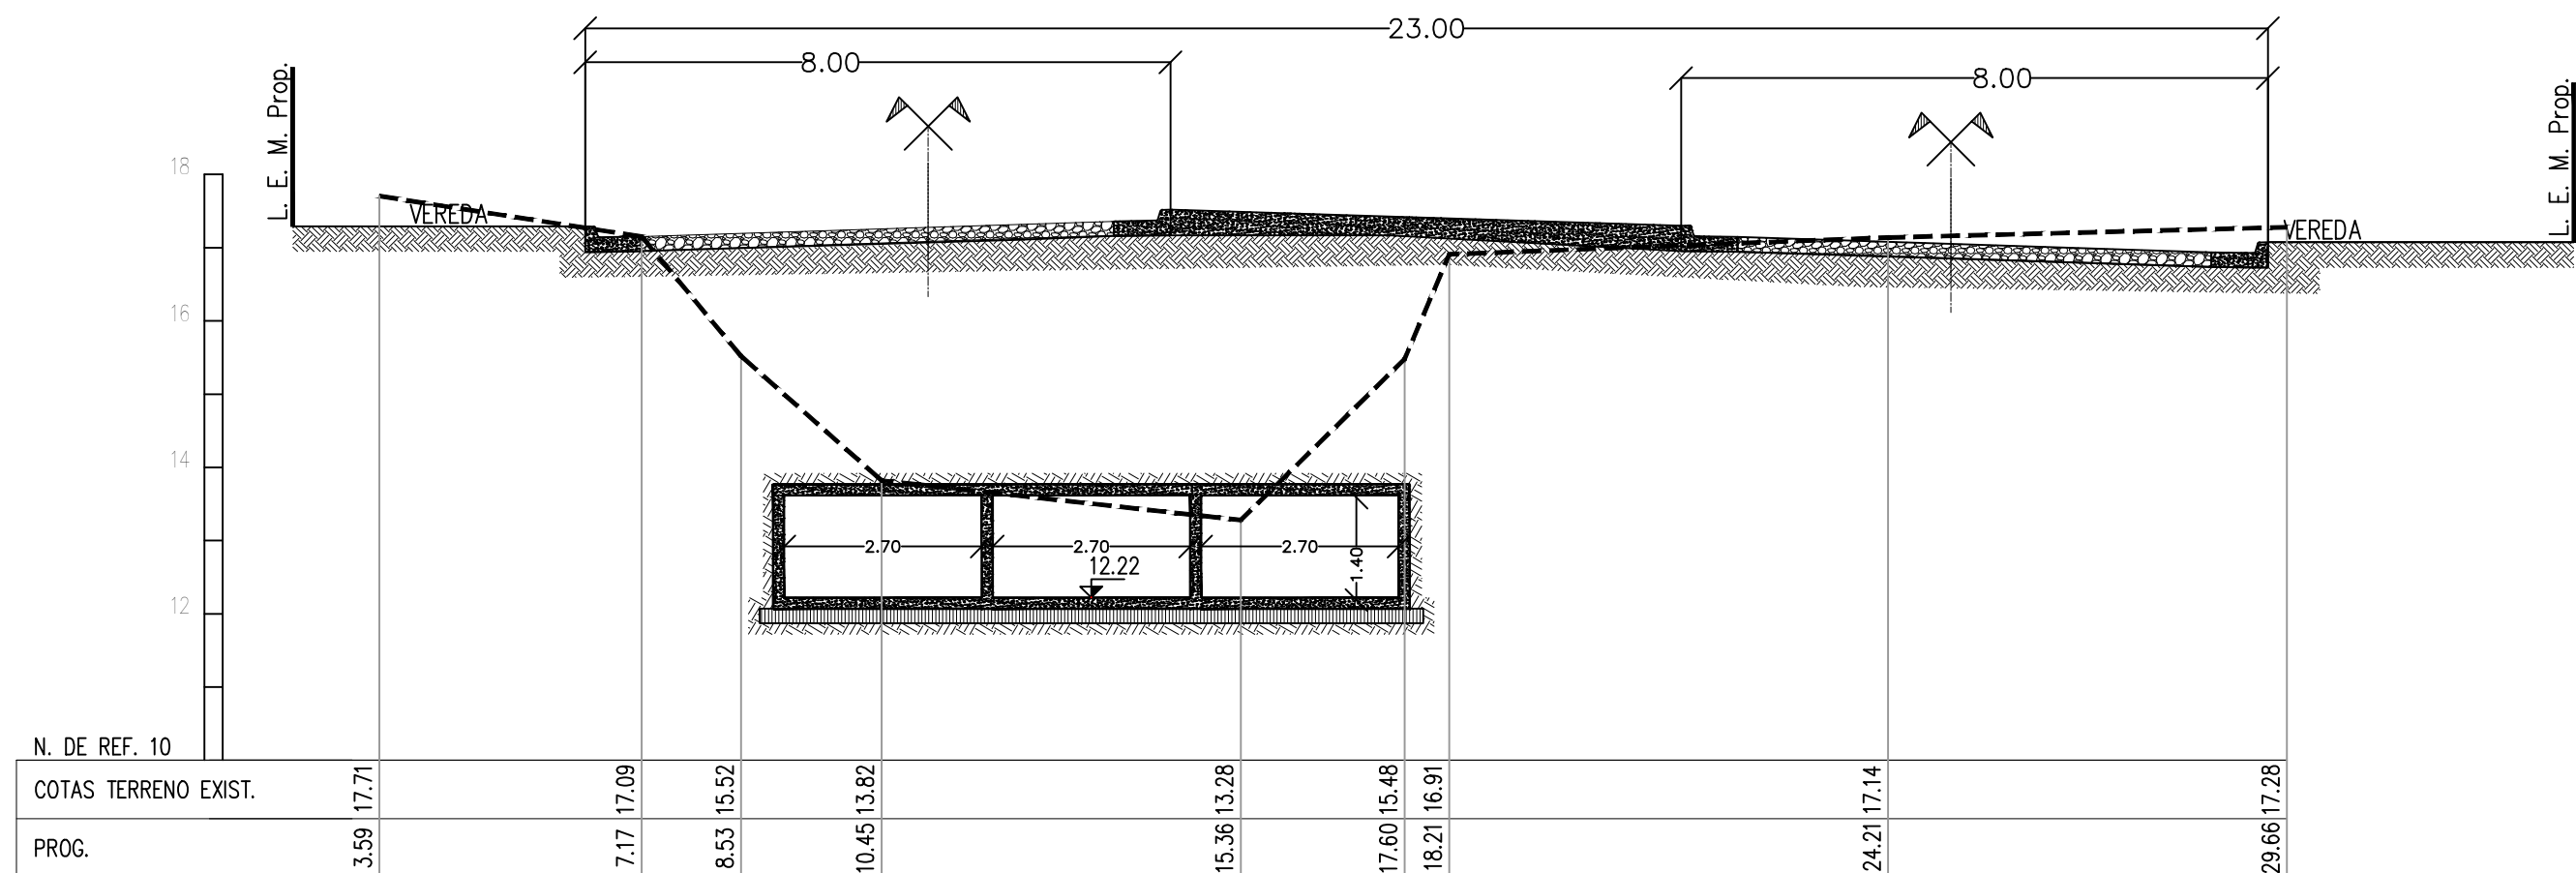 23.00
8.00
8.00
L. E. M. Prop.
L. E. M. Prop.
18
VEREDA
VEREDA
16
14
2.70
2.70
2.70
1.40
12.22
12
N. DE REF. 10
COTAS TERRENO EXIST. 17.71 17.09 15.52 13.82 13.28 15.48 16.91 17.14 17.28
PROG. 3.59 7.17 8.53 10.45 15.36 17.60 18.21 24.21 29.66